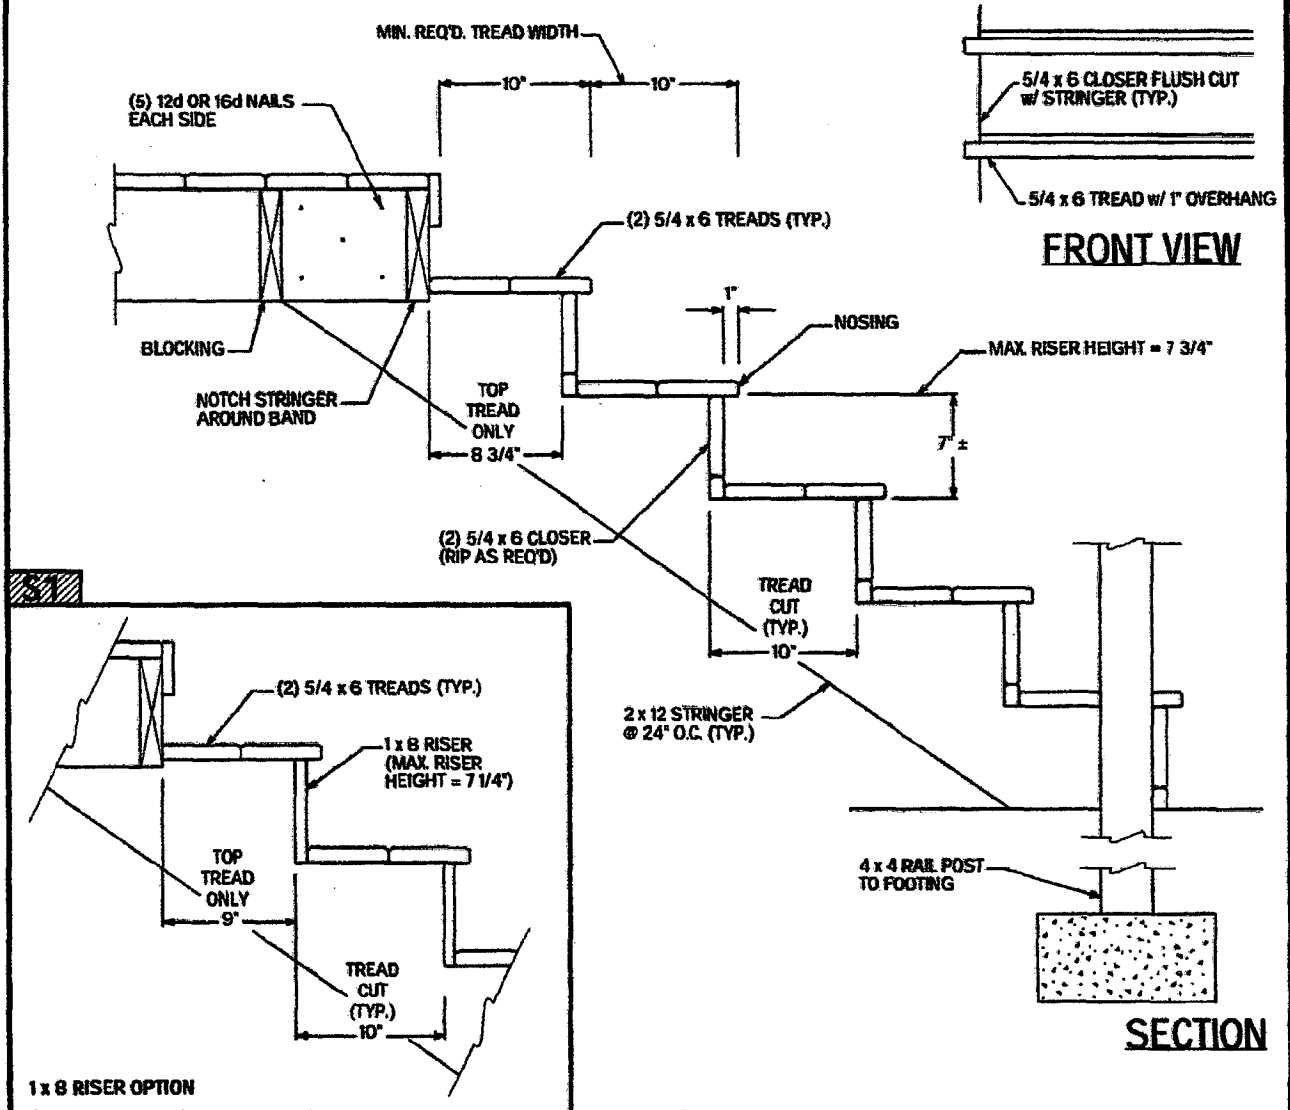 MIN. REQ'D. TREAD WIDTH
10"
10"
(5) 12d OR 16d NAILS
EACH SIDE
5/4 x 6 CLOSER FLUSH CUT
w/ STRINGER (TYP.)
5/4 x 6 TREAD w/ 1" OVERHANG
FRONT VIEW
(2) 5/4 x 6 TREADS (TYP.)
1"
NOSING
MAX. RISER HEIGHT = 7 3/4"
BLOCKING
NOTCH STRINGER
AROUND BAND
TOP
TREAD
ONLY
8 3/4"
7" ±
(2) 5/4 x 6 CLOSER
(RIP AS REQ'D)
TREAD
CUT
(TYP.)
10"
2 x 12 STRINGER
@ 24" O.C. (TYP.)
4 x 4 RAIL POST
TO FOOTING
SECTION
S1
(2) 5/4 x 6 TREADS (TYP.)
1 x 8 RISER
(MAX. RISER
HEIGHT = 7 1/4")
TOP
TREAD
ONLY
9"
TREAD
CUT
(TYP.)
10"
1 x 8 RISER OPTION